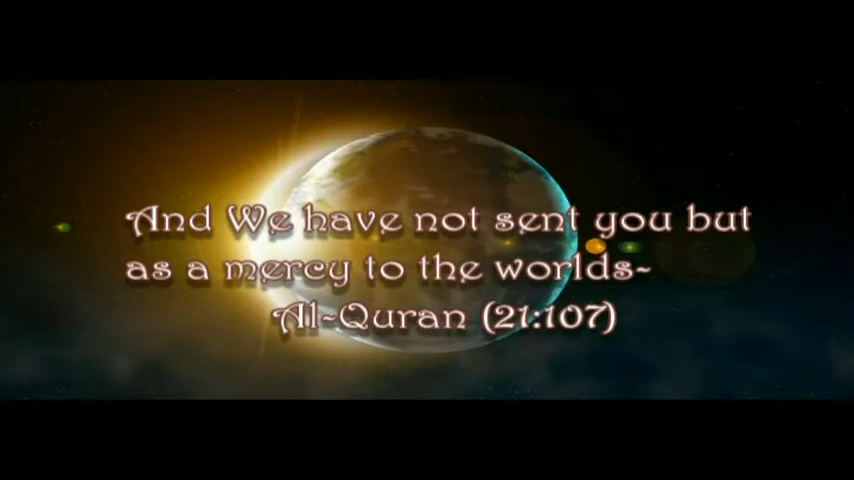 And We have not sent you but
as a mercy to the worlds-
Al-Quran (21:107)